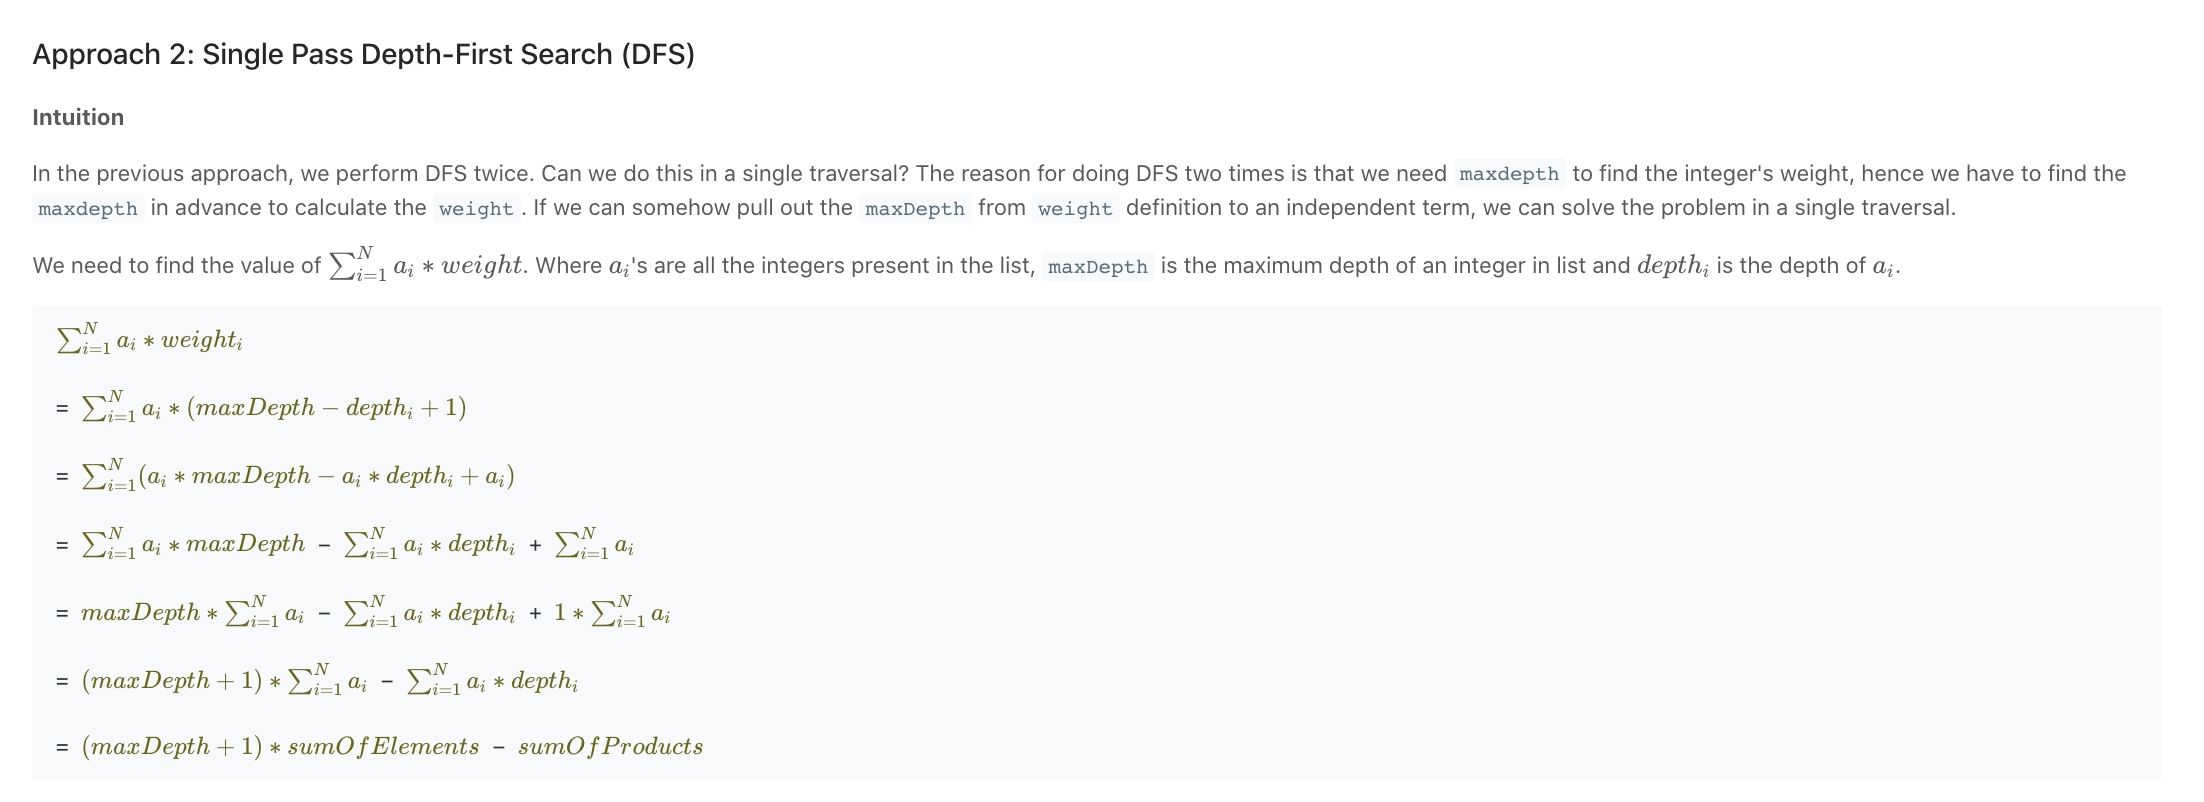 Approach 2: Single Pass Depth-First Search (DFS)
Intuition
In the previous approach, we perform DFS twice. Can we do this in a single traversal? The reason for doing DFS two times is that we need maxdepth to find the integer's weight, hence we have to find the
maxdepth in advance to calculate the weight. If we can somehow pull out the maxDepth from weight definition to an independent term, we can solve the problem in a single traversal.
We need to find the value of $\sum_{i=1}^{N} a_i * weight$. Where $a_i$'s are all the integers present in the list, maxDepth is the maximum depth of an integer in list and $depth_i$ is the depth of $a_i$.
$\sum_{i=1}^{N} a_i * weight_i$
= $\sum_{i=1}^{N} a_i * (maxDepth - depth_i + 1)$
= $\sum_{i=1}^{N} (a_i * maxDepth - a_i * depth_i + a_i)$
= $\sum_{i=1}^{N} a_i * maxDepth$ - $\sum_{i=1}^{N} a_i * depth_i$ + $\sum_{i=1}^{N} a_i$
= $maxDepth * \sum_{i=1}^{N} a_i$ - $\sum_{i=1}^{N} a_i * depth_i$ + $1 * \sum_{i=1}^{N} a_i$
= $(maxDepth + 1) * \sum_{i=1}^{N} a_i$ - $\sum_{i=1}^{N} a_i * depth_i$
= $(maxDepth + 1) * sumOfElements$ - $sumOfProducts$